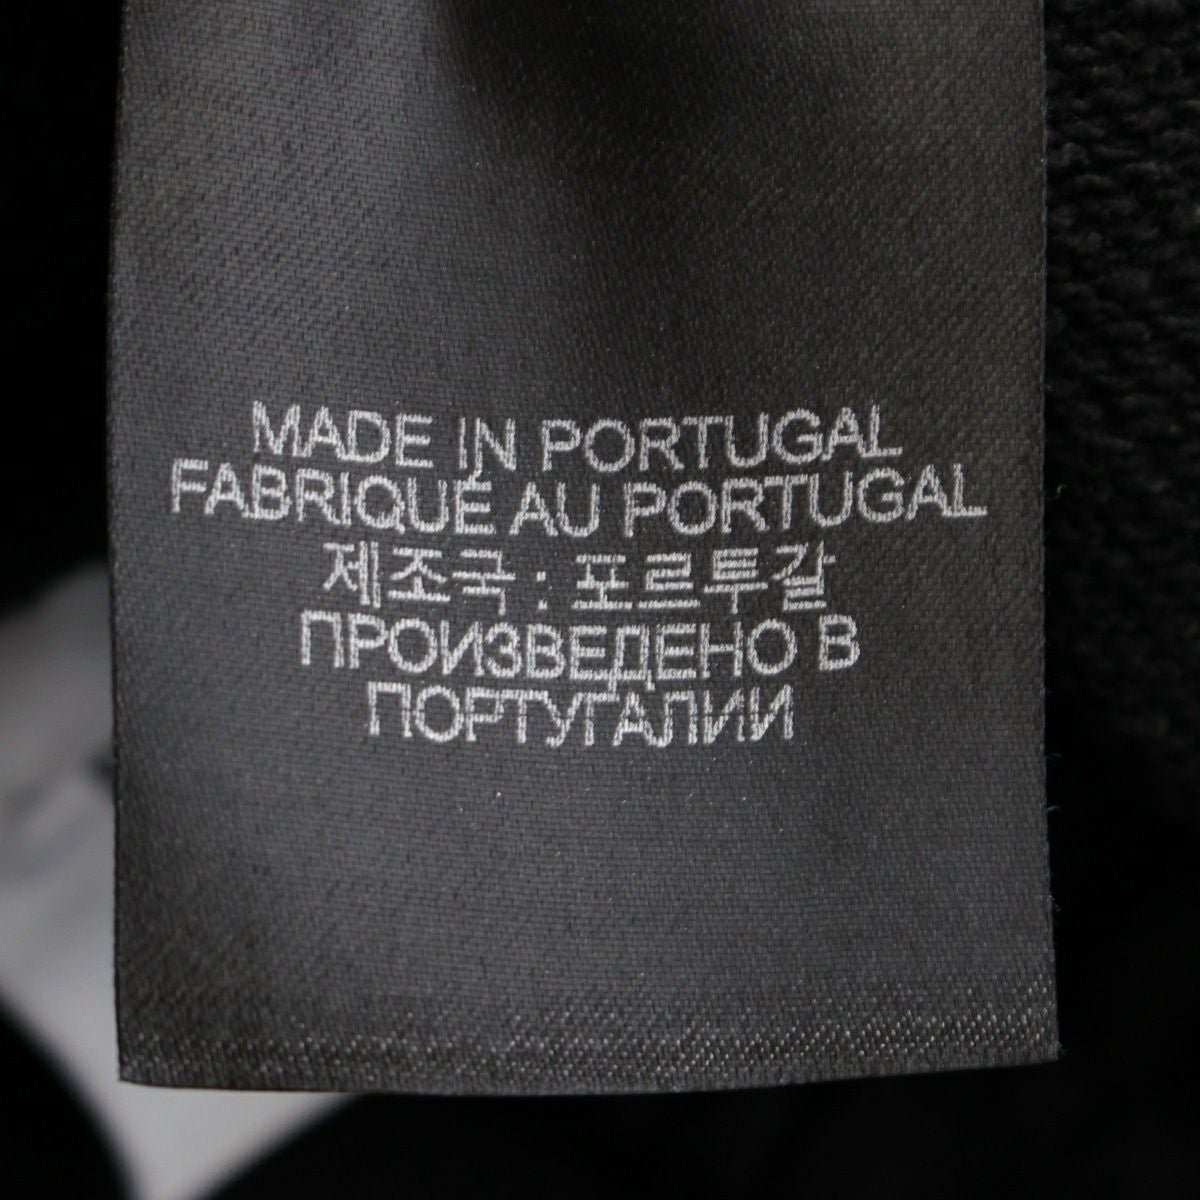 MADE IN PORTUGAL
FABRIQUÉ AU PORTUGAL
제조국 : 포르투갈
ПРОИЗВЕДЕНО В
ПОРТУГАЛИИ